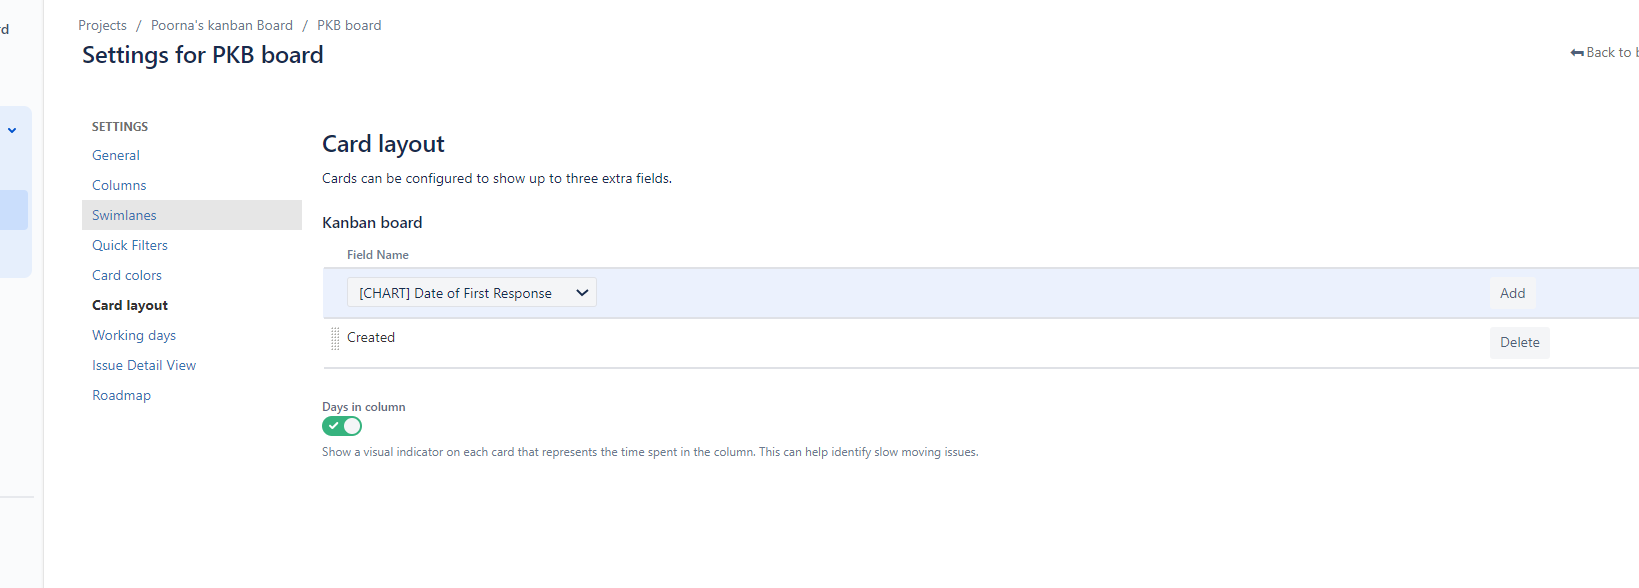 Projects / Poorna's kanban Board / PKB board
Settings for PKB board
Back to
SETTINGS
General
Columns
Swimlanes
Quick Filters
Card colors
Card layout
Working days
Issue Detail View
Roadmap
Card layout
Cards can be configured to show up to three extra fields.
Kanban board
Field Name
[CHART] Date of First Response
Add
Created
Delete
Days in column
Show a visual indicator on each card that represents the time spent in the column. This can help identify slow moving issues.